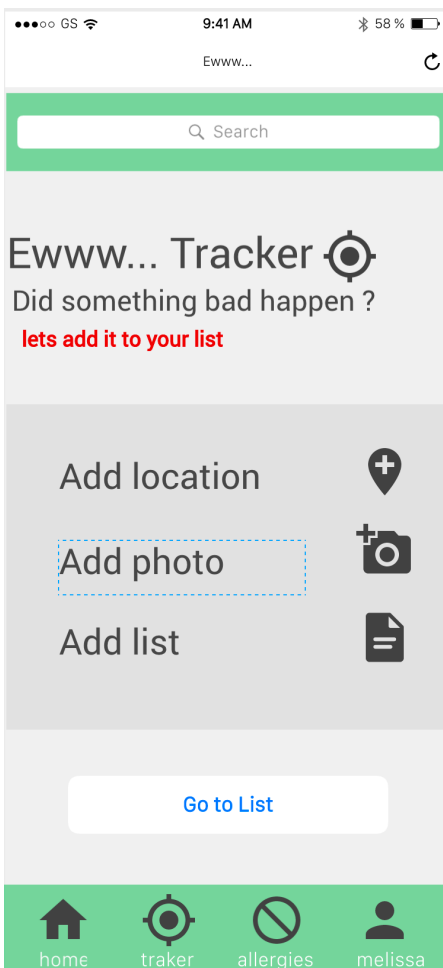 GS 9:41 AM 58 %
Ewww...
Search
Ewww... Tracker
Did something bad happen ?
lets add it to your list
Add location
Add photo
Add list
Go to List
home traker allergies melissa